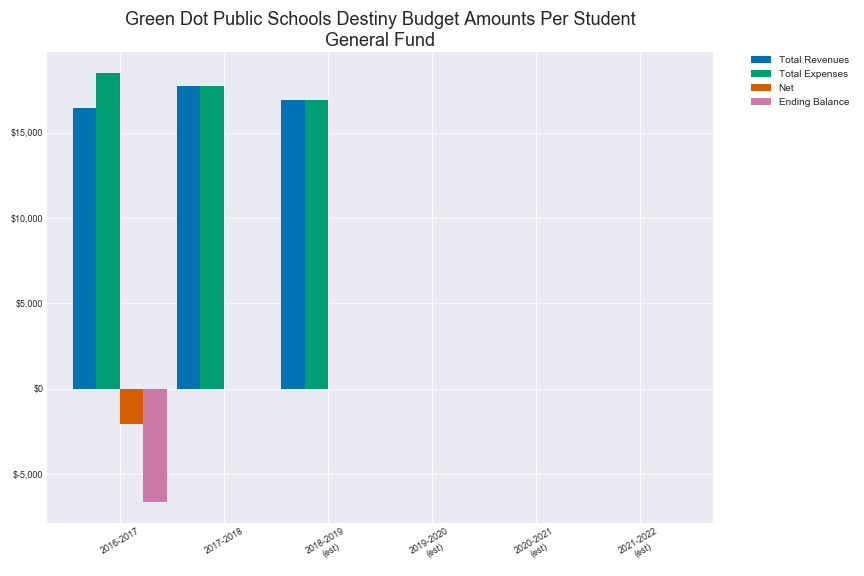 Green Dot Public Schools Destiny Budget Amounts Per Student
General Fund
Total Revenues
Total Expenses
Net
Ending Balance
$15,000
$10,000
$5,000
$0
$-5,000
2016-2017
2017-2018
2018-2019
(est)
2019-2020
(est)
2020-2021
(est)
2021-2022
(est)